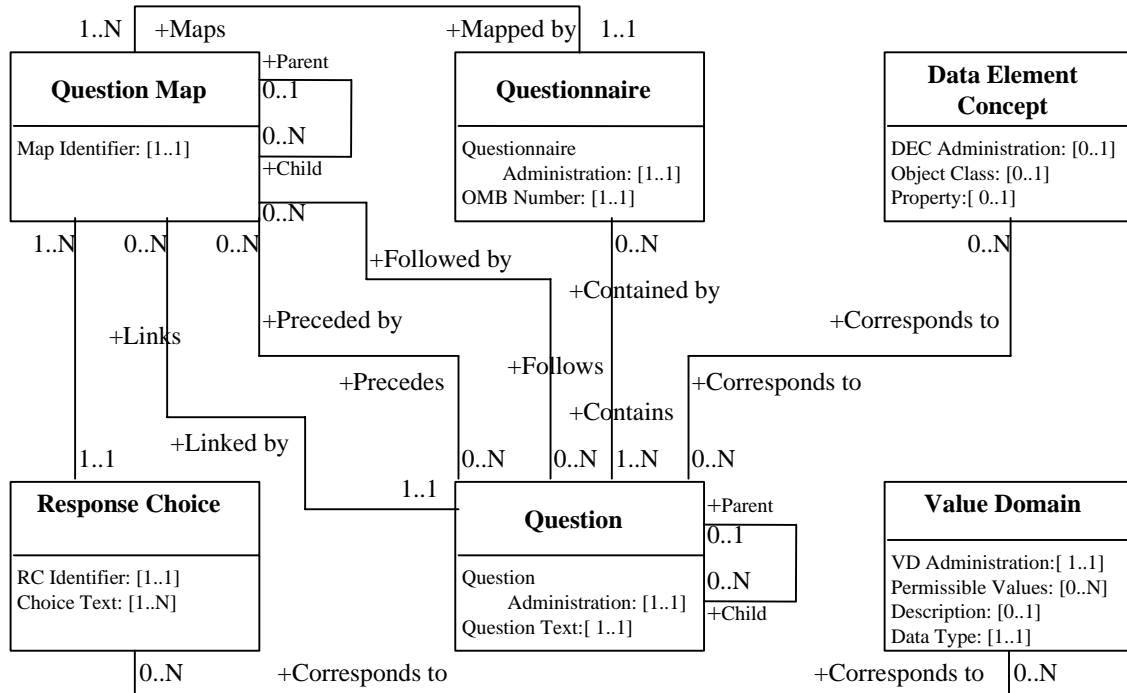 1..N
+Maps
+Mapped by
1..1
Question Map
Map Identifier: [1..1]
+Parent
0..1
0..N
+Child
0..N
Questionnaire
Questionnaire
Administration: [1..1]
OMB Number: [1..1]
Data Element
Concept
DEC Administration: [0..1]
Object Class: [0..1]
Property:[ 0..1]
1..N
0..N
0..N
0..N
0..N
+Followed by
+Contained by
+Links
+Preceded by
+Corresponds to
+Precedes
+Follows
+Corresponds to
+Contains
+Linked by
1..1
0..N
0..N
1..N
0..N
1..1
Response Choice
RC Identifier: [1..1]
Choice Text: [1..N]
Question
Question
Administration: [1..1]
Question Text:[ 1..1]
+Parent
0..1
0..N
+Child
Value Domain
VD Administration:[ 1..1]
Permissible Values: [0..N]
Description: [0..1]
Data Type: [1..1]
0..N
+Corresponds to
+Corresponds to
0..N